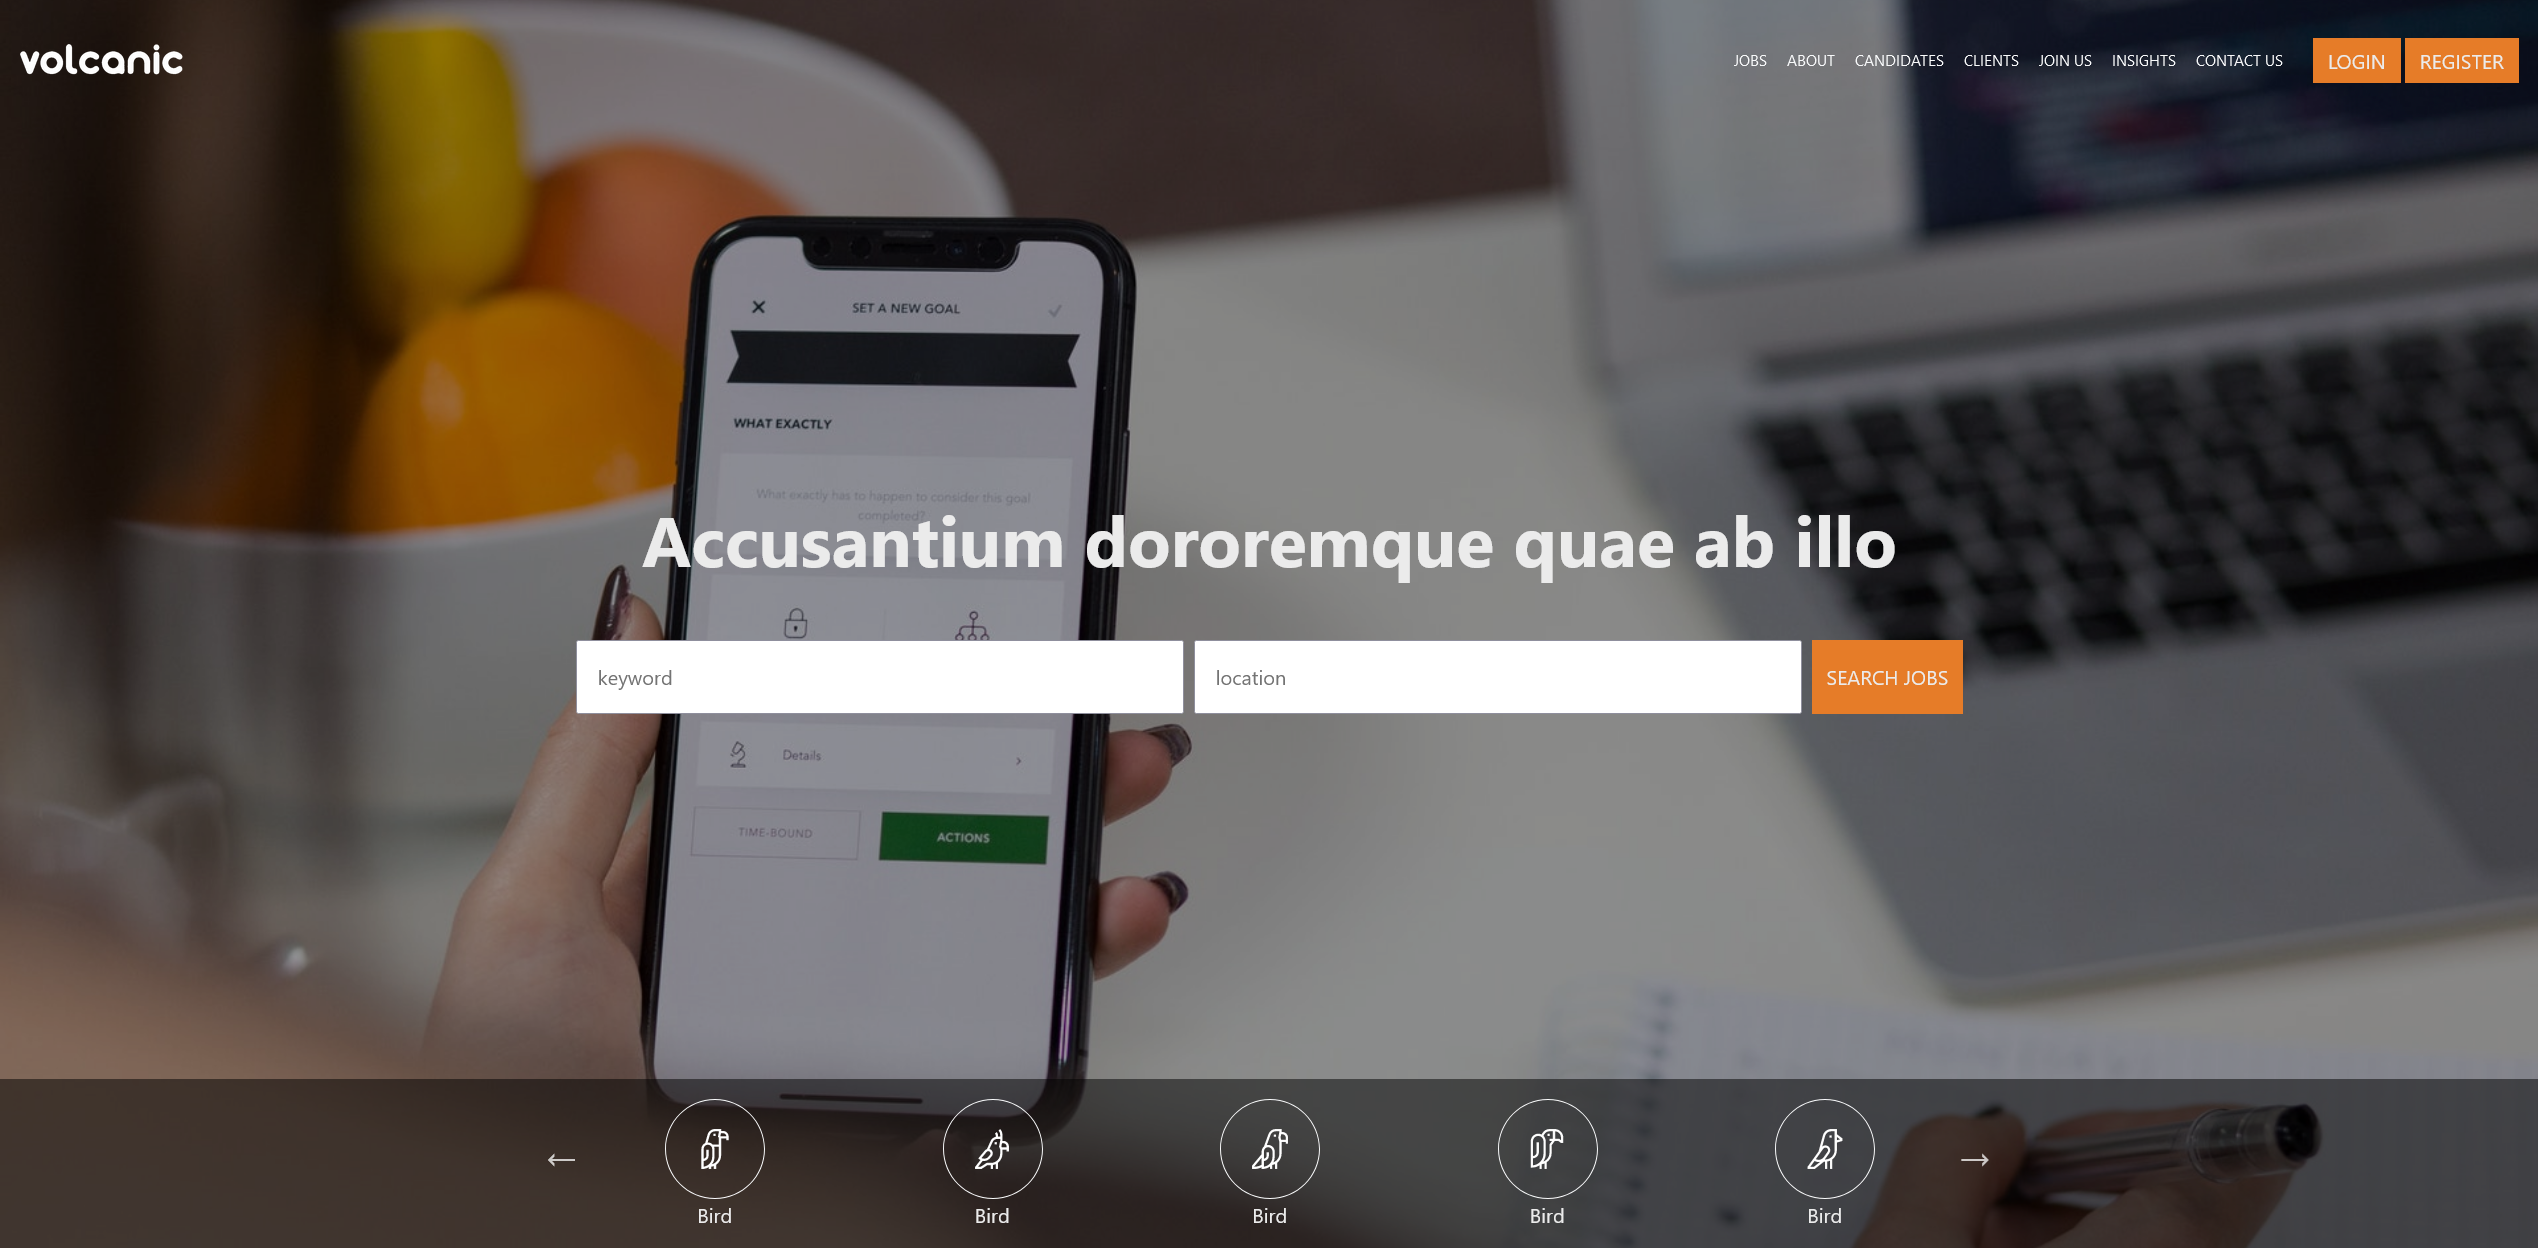 volcanic
JOBS ABOUT CANDIDATES CLIENTS JOIN US INSIGHTS CONTACT US LOGIN REGISTER
SET A NEW GOAL
WHAT EXACTLY
What exactly has to happen to consider this goal
completed?
Accusantium dororemque quae ab illo
keyword
location
SEARCH JOBS
Details
TIME-BOUND
ACTIONS
Bird
Bird
Bird
Bird
Bird